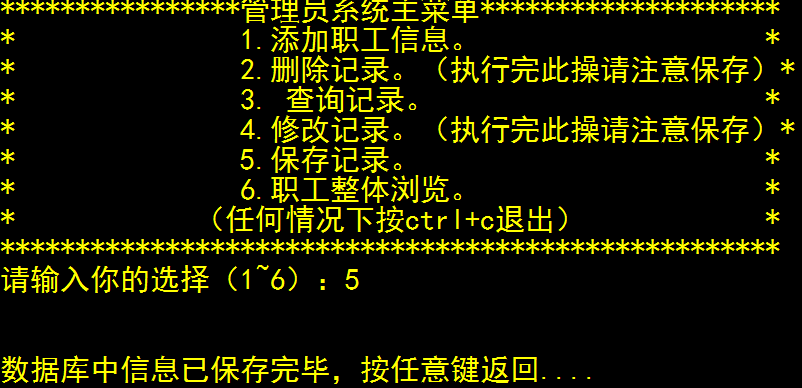 ****************管理员系统主菜单********************
* 1.添加职工信息。 *
* 2.删除记录。（执行完此操请注意保存）*
* 3. 查询记录。 *
* 4.修改记录。（执行完此操请注意保存）*
* 5.保存记录。 *
* 6.职工整体浏览。 *
* （任何情况下按ctrl+c退出） *
****************************************************
请输入你的选择（1~6）：5
数据库中信息已保存完毕，按任意键返回....